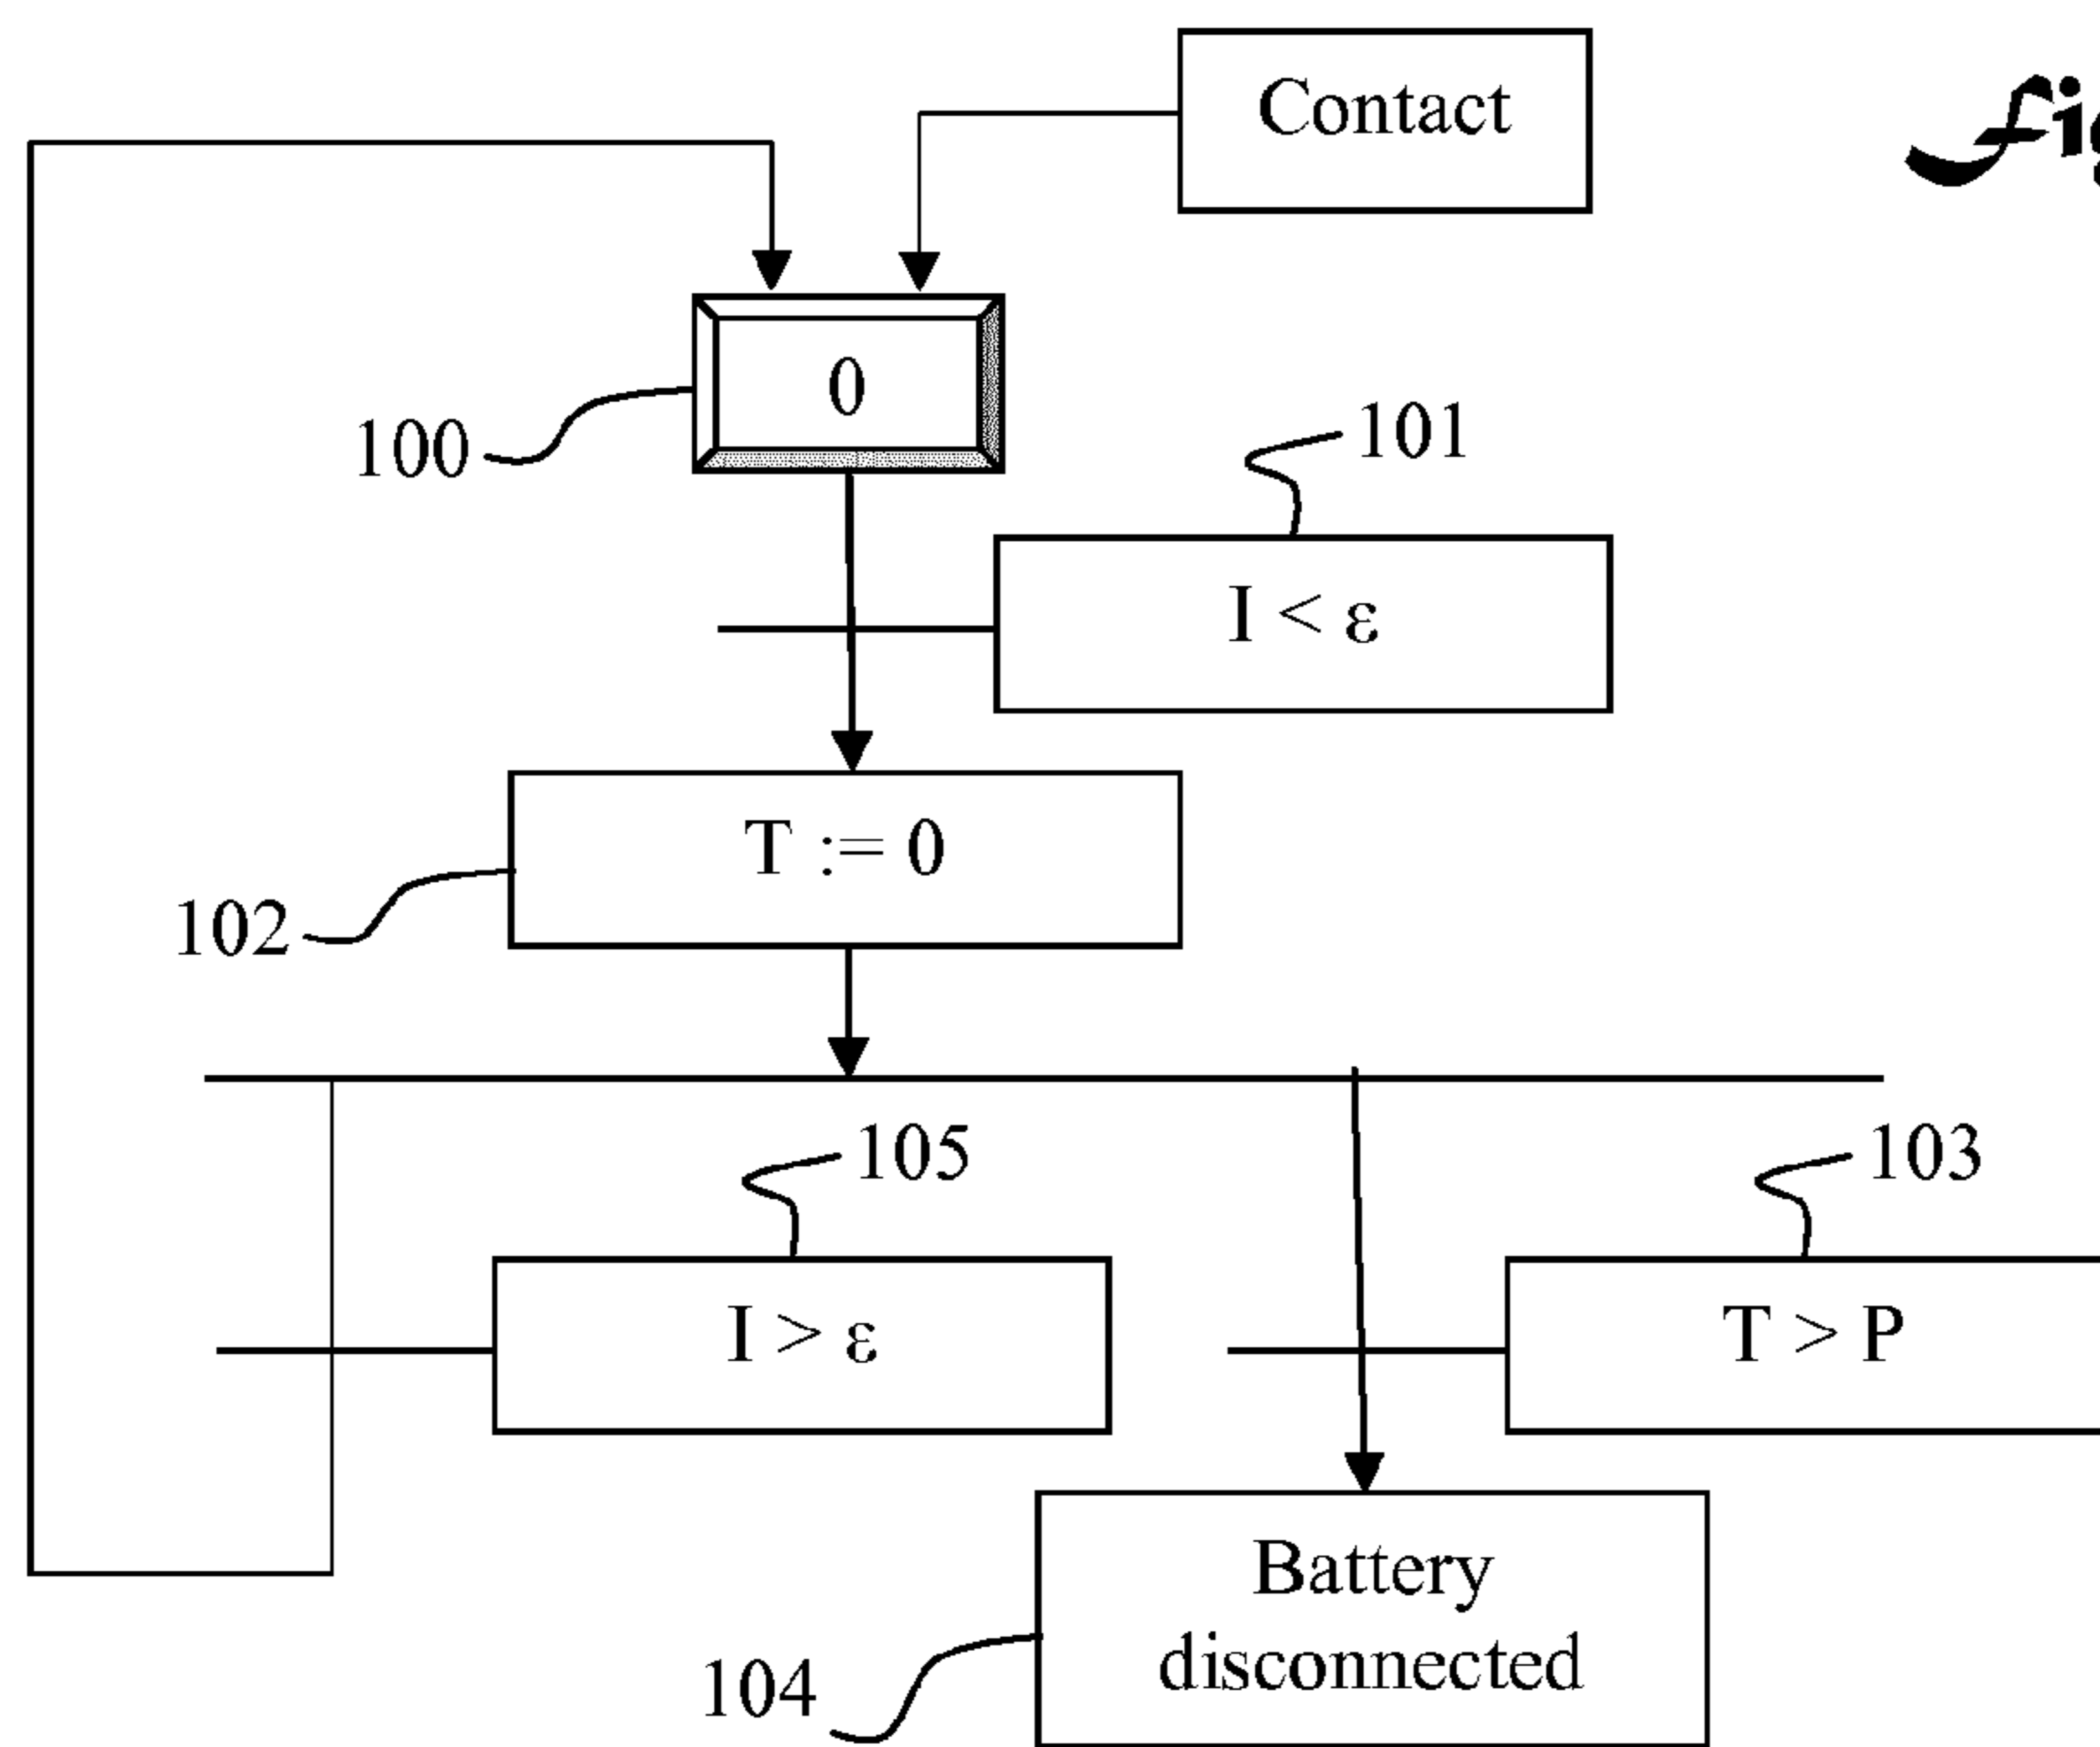 Contact
0
100
101
I < ε
T := 0
102
105
103
I > ε
T > P
Battery
disconnected
104